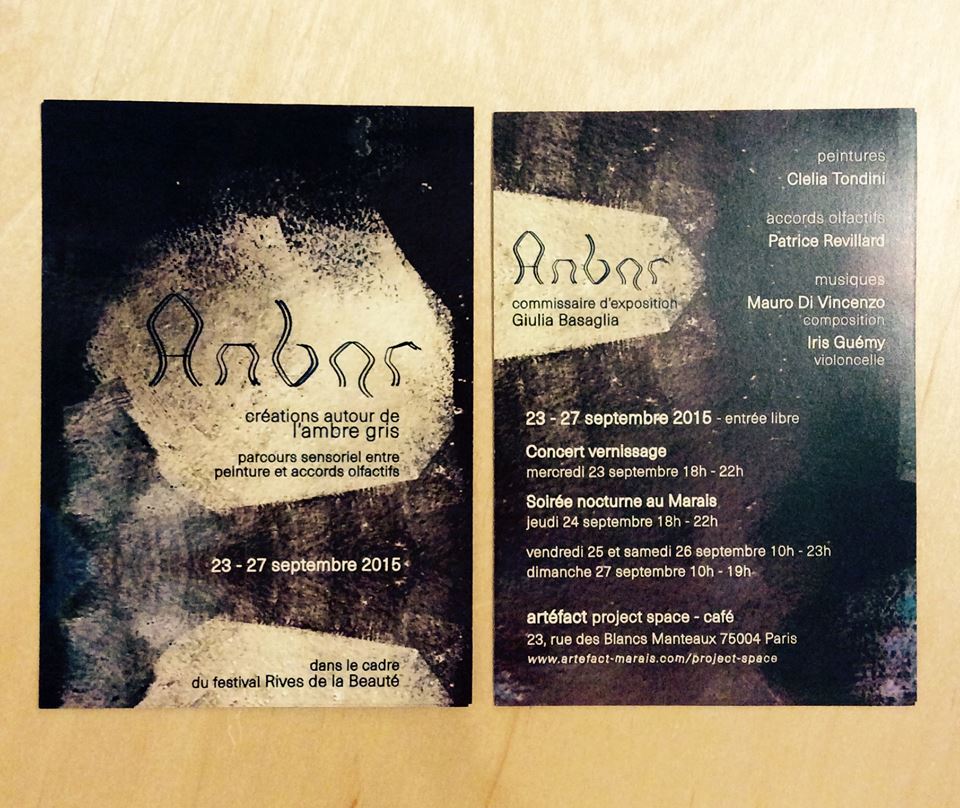 Anbar
créations autour de
l'ambre gris
parcours sensoriel entre
peinture et accords olfactifs
23 - 27 septembre 2015
dans le cadre
du festival Rives de la Beauté
Anbar
commissaire d'exposition
Giulia Basaglia
peintures
Clelia Tondini
accords olfactifs
Patrice Revillard
musiques
Mauro Di Vincenzo
composition
Iris Guémy
violoncelle
23 - 27 septembre 2015 - entrée libre
Concert vernissage
mercredi 23 septembre 18h - 22h
Soirée nocturne au Marais
jeudi 24 septembre 18h - 22h
vendredi 25 et samedi 26 septembre 10h - 23h
dimanche 27 septembre 10h - 19h
artéfact project space - café
23, rue des Blancs Manteaux 75004 Paris
www.artefact-marais.com/project-space